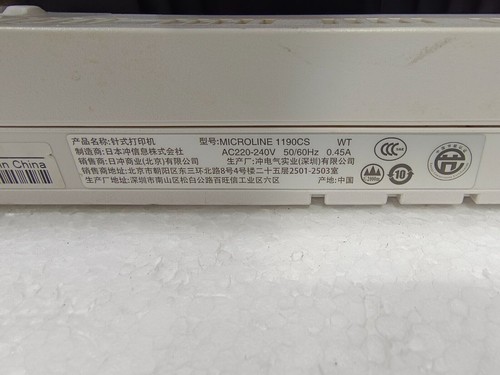 产品名称:针式打印机 型号:MICROLINE 1190CS WT
制造商:日本冲信息株式会社 AC220-240V 50/60Hz 0.45A
销售商:日冲商业(北京)有限公司 生产厂:冲电气实业(深圳)有限公司
销售商地址:北京市朝阳区东三环北路8号4号楼二十五层2501-2503室
生产厂地址:深圳市南山区松白公路百旺信工业区六区 产地:中国
in China
CCC
10